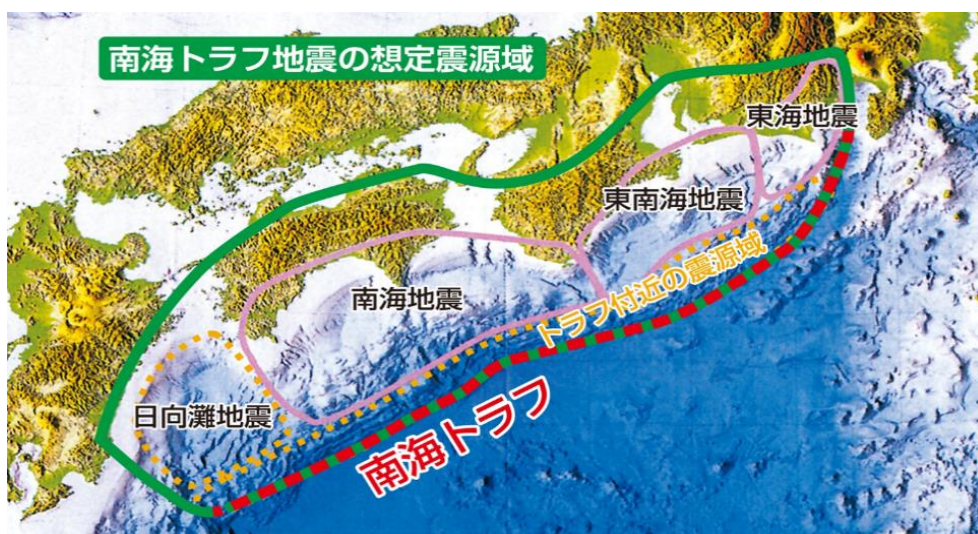 南海トラフ地震の想定震源域
東海地震
東南海地震
南海地震
トラフ付近の震源域
日向灘地震
南海トラフ